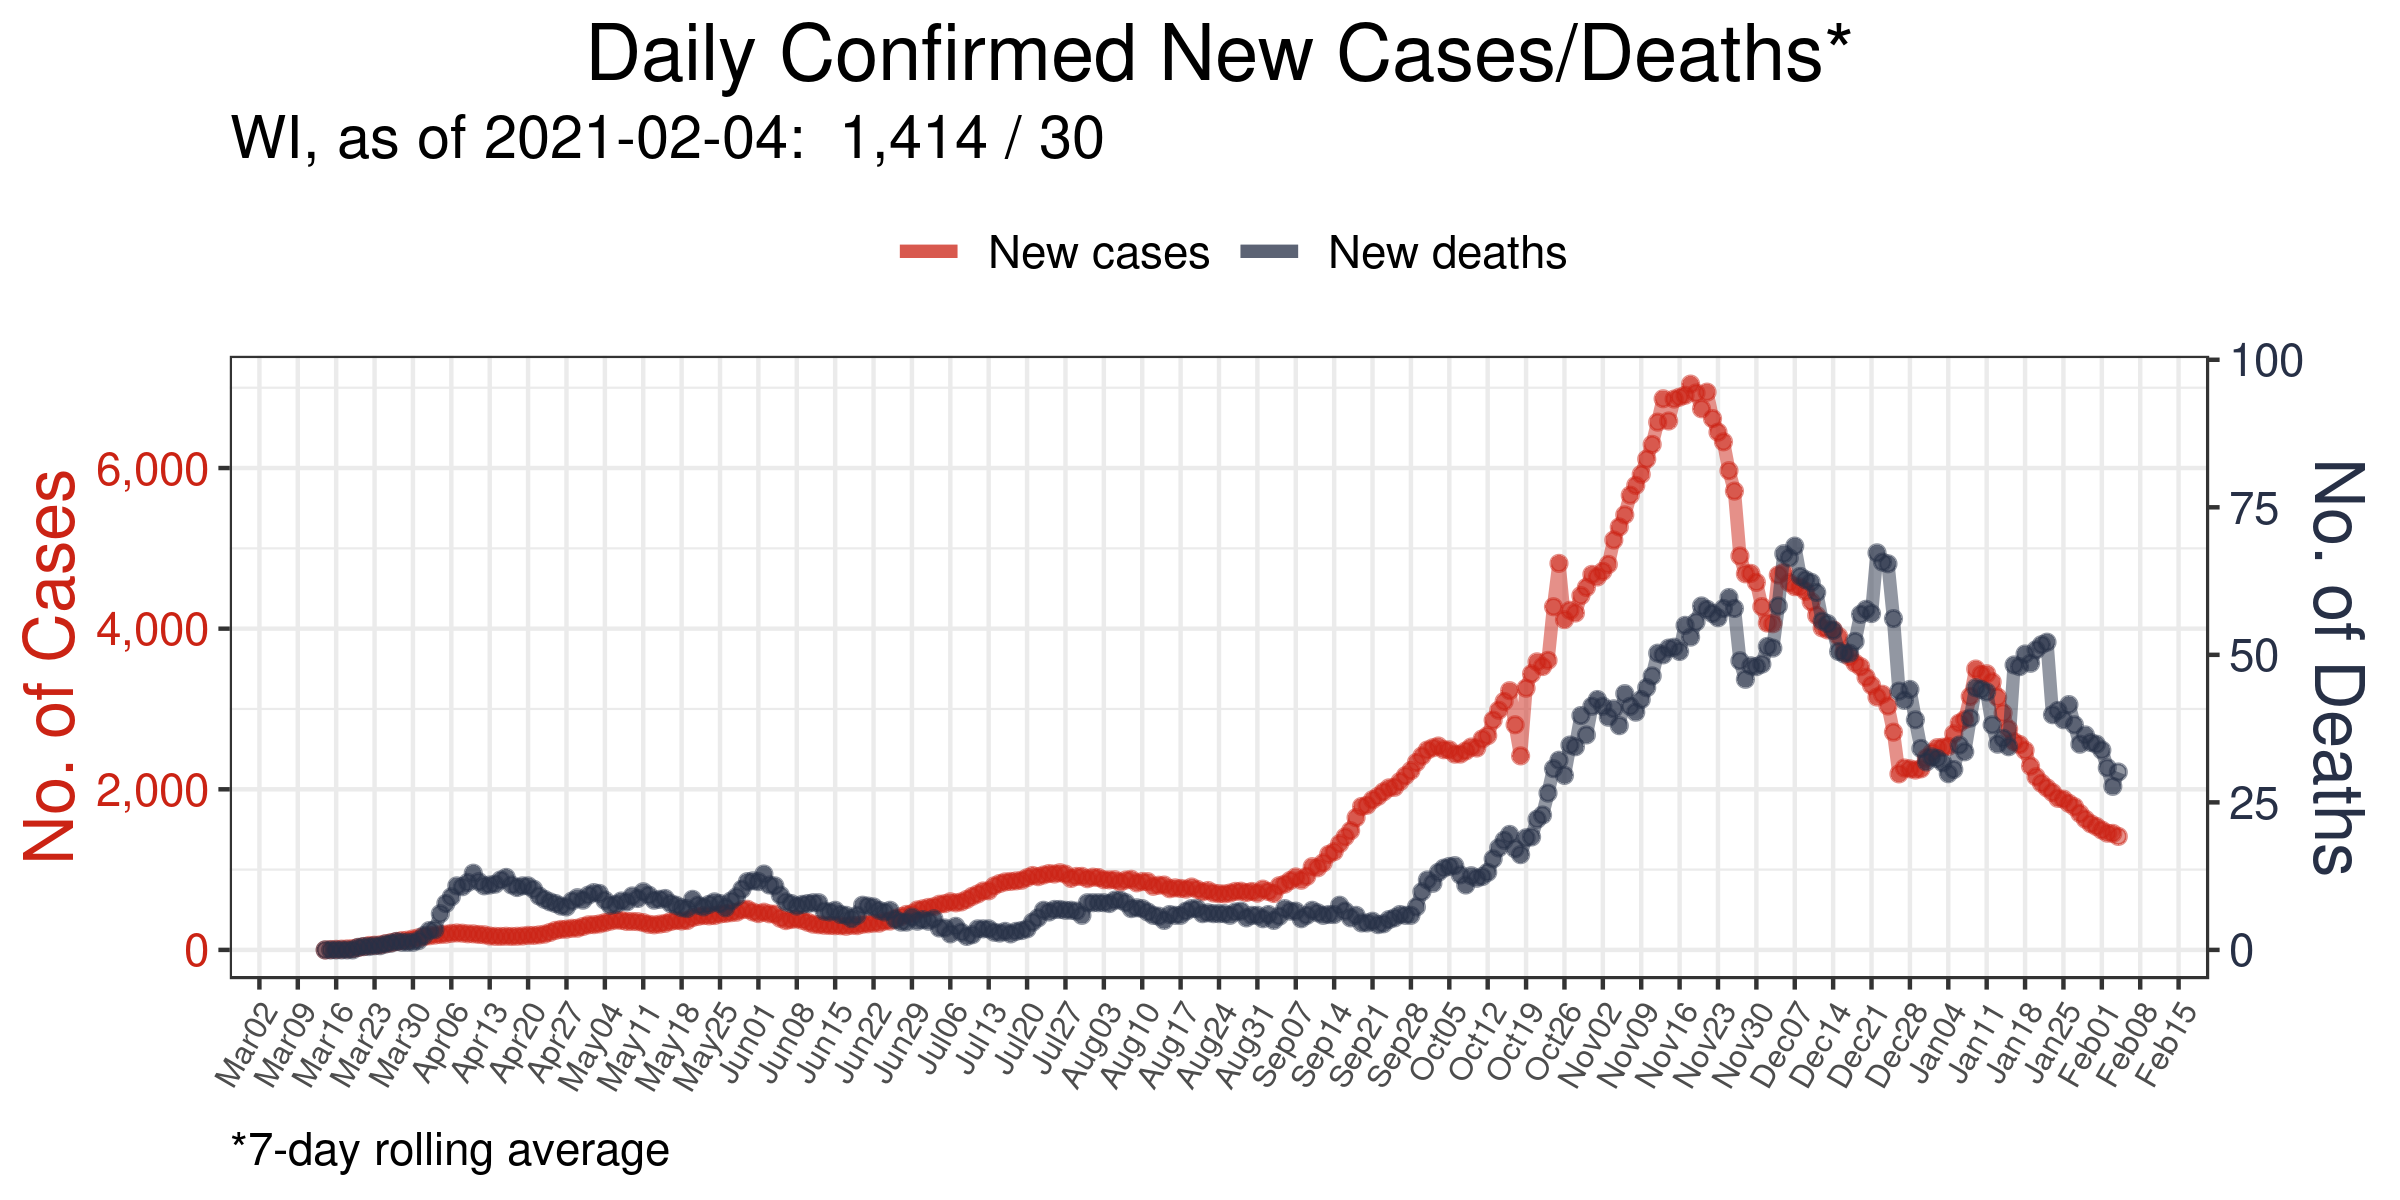 Daily Confirmed New Cases/Deaths*
WI, as of 2021-02-04:  1,414 / 30
New cases
New deaths
No. of Cases
6,000
4,000
2,000
0
100
75
50
25
0
No. of Deaths
Mar02
Mar09
Mar16
Mar23
Mar30
Apr06
Apr13
Apr20
Apr27
May04
May11
May18
May25
Jun01
Jun08
Jun15
Jun22
Jun29
Jul06
Jul13
Jul20
Jul27
Aug03
Aug10
Aug17
Aug24
Aug31
Sep07
Sep14
Sep21
Sep28
Oct05
Oct12
Oct19
Oct26
Nov02
Nov09
Nov16
Nov23
Nov30
Dec07
Dec14
Dec21
Dec28
Jan04
Jan11
Jan18
Jan25
Feb01
Feb08
Feb15
*7-day rolling average